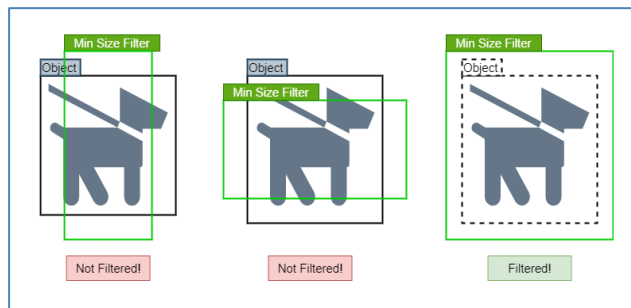 Min Size Filter
Object
Not Filtered!
Object
Min Size Filter
Not Filtered!
Min Size Filter
Object
Filtered!